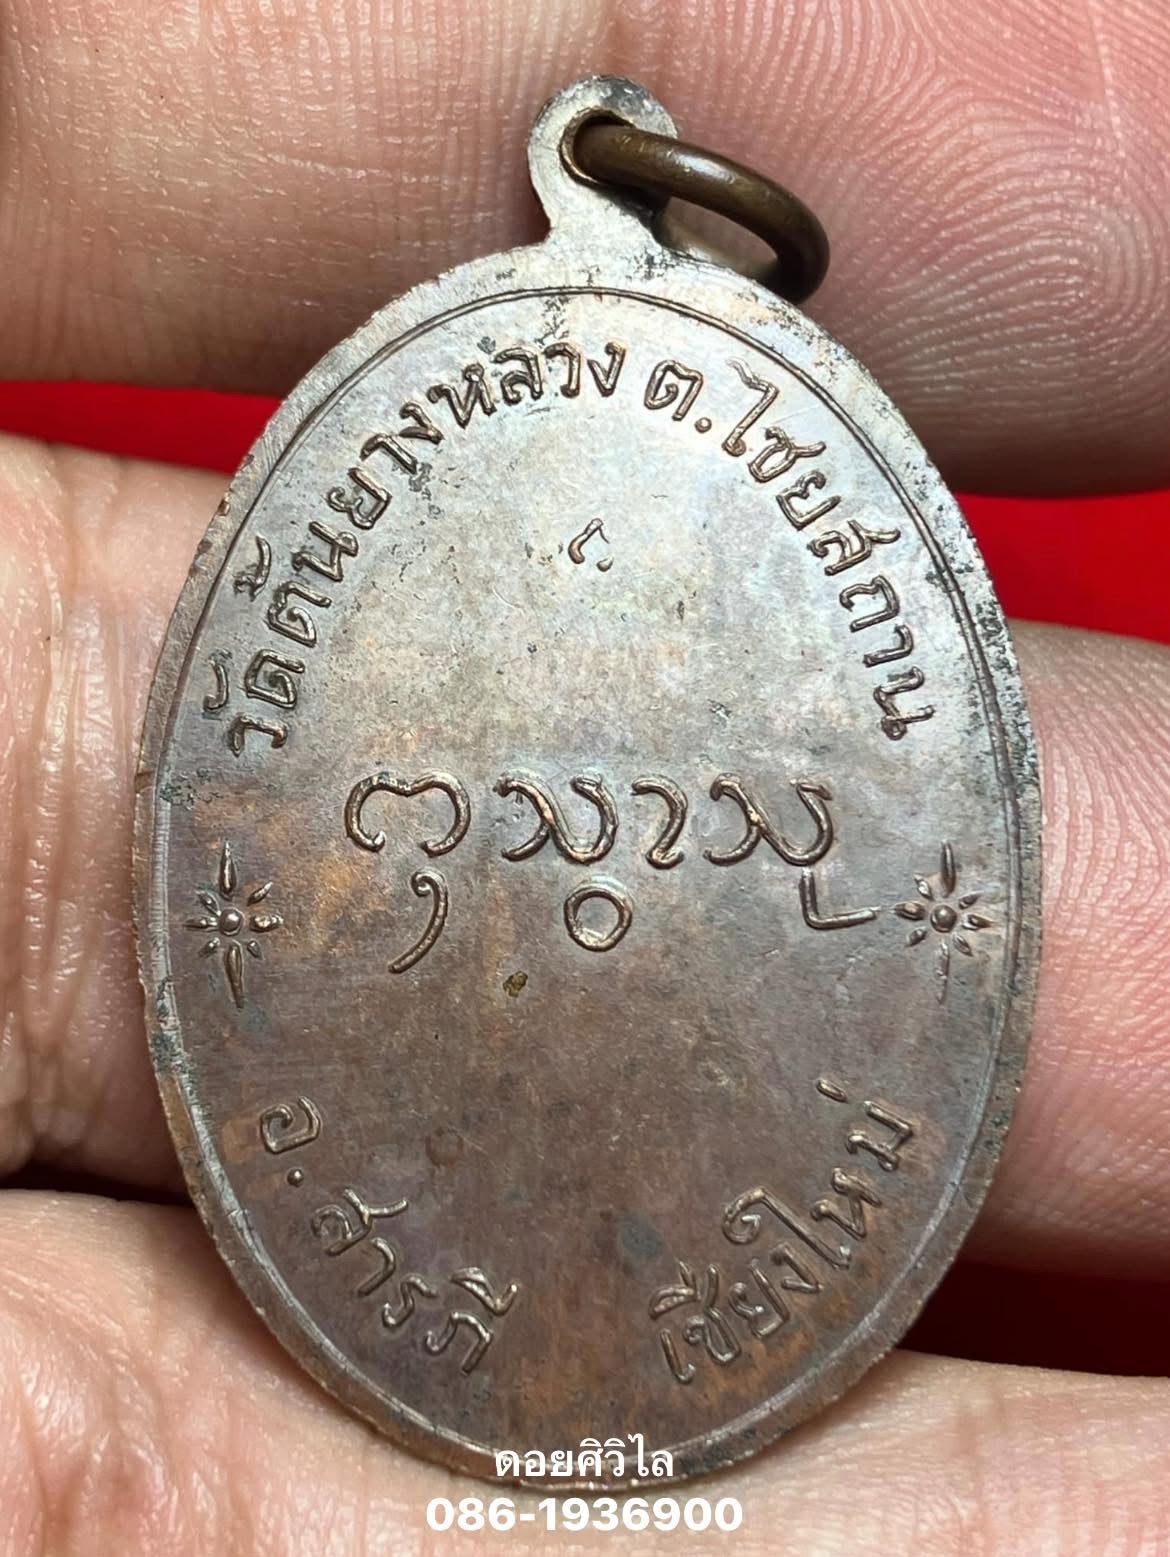 วัดต้นยางหลวง ต.ไชยสถาน
อ.สารภี เชียงใหม่
ดอยศิวิไล
086-1936900